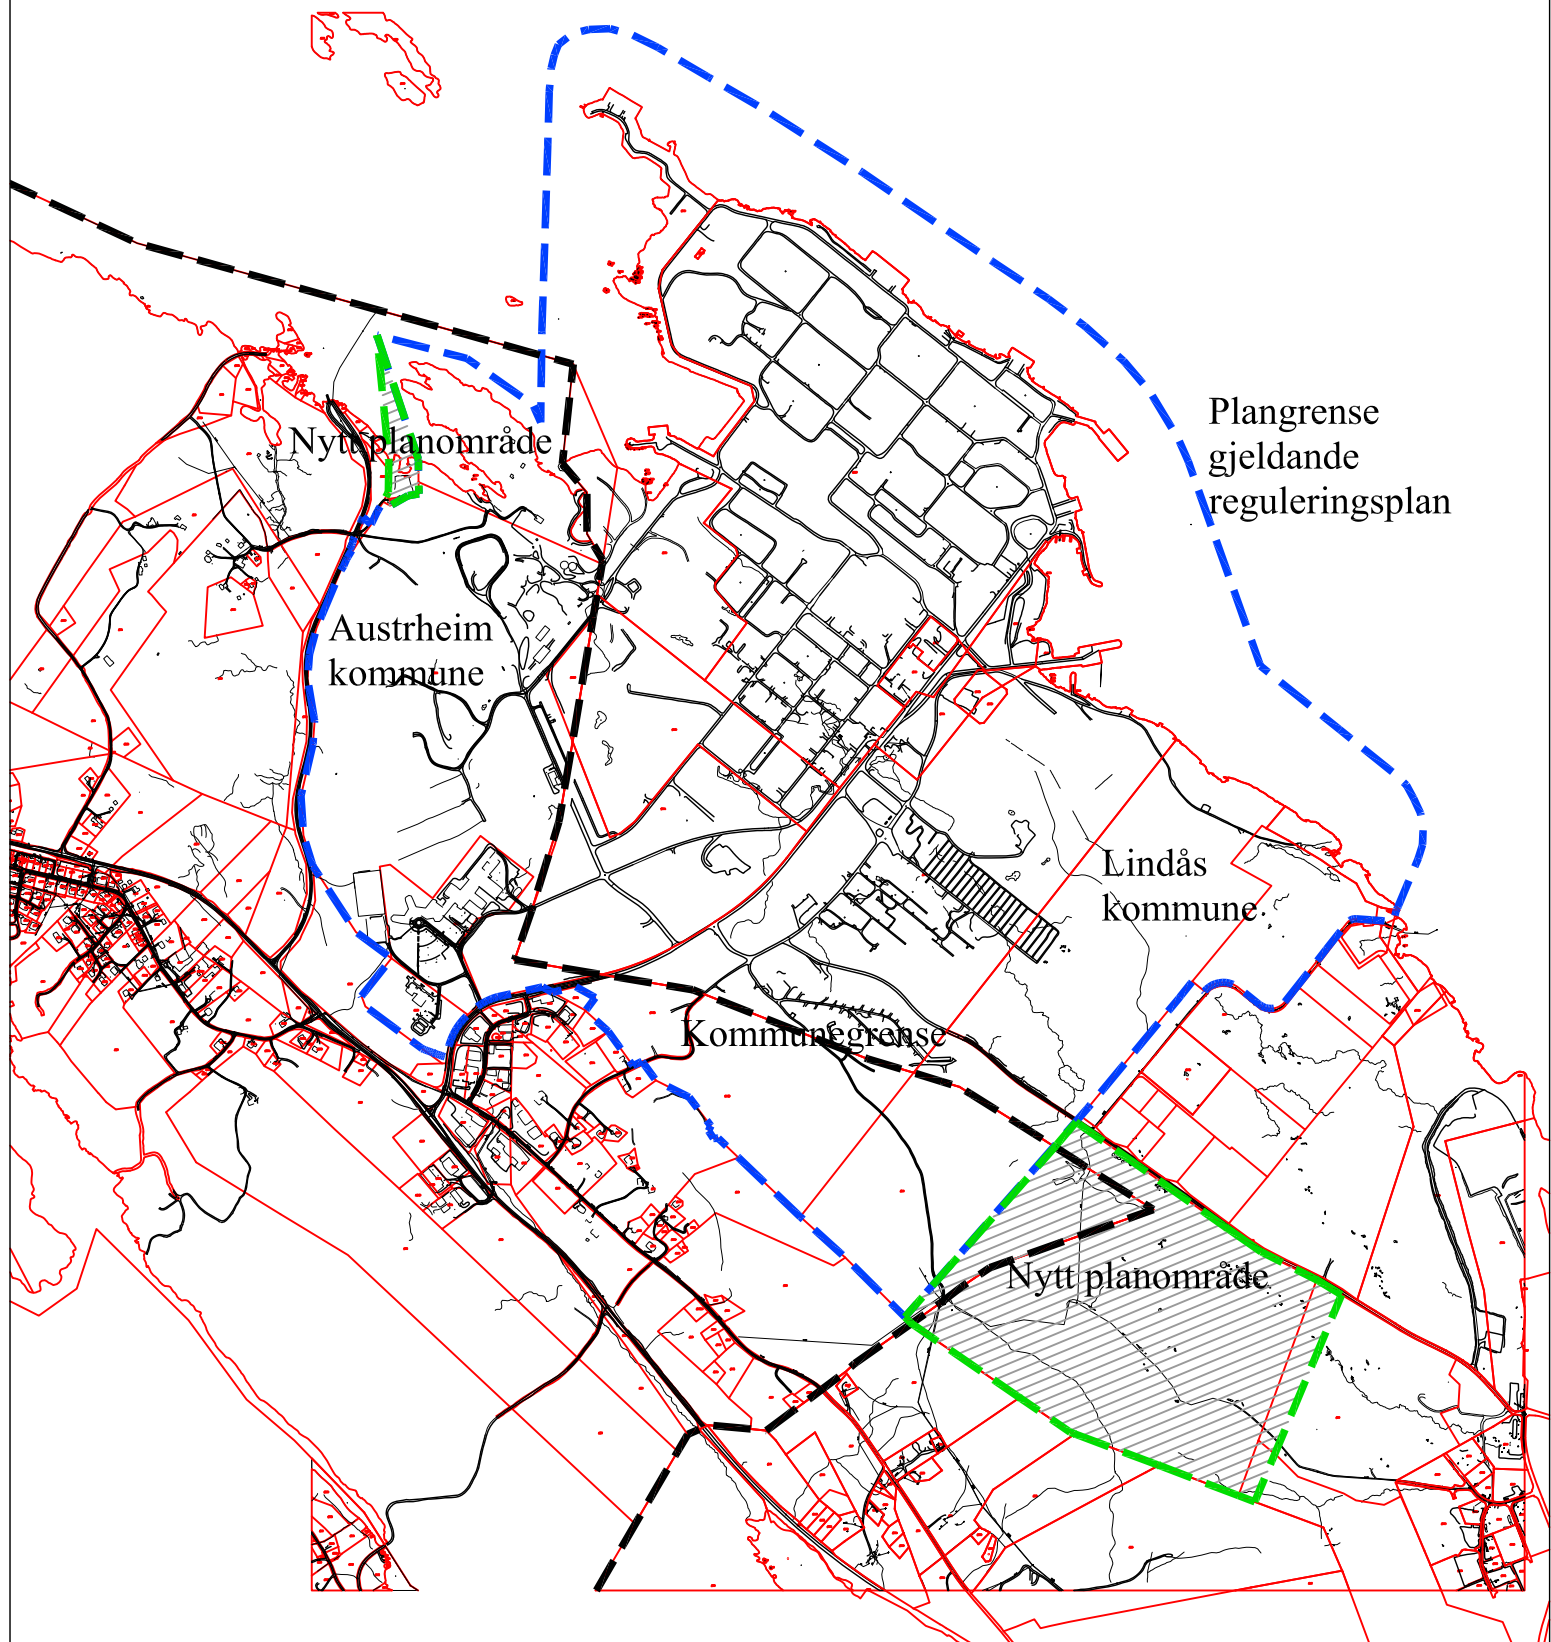 Plangrense
gjeldande
reguleringsplan
Nytt planområde
Austrheim
kommune
Lindås
kommune
Kommunegrense
Nytt planområde